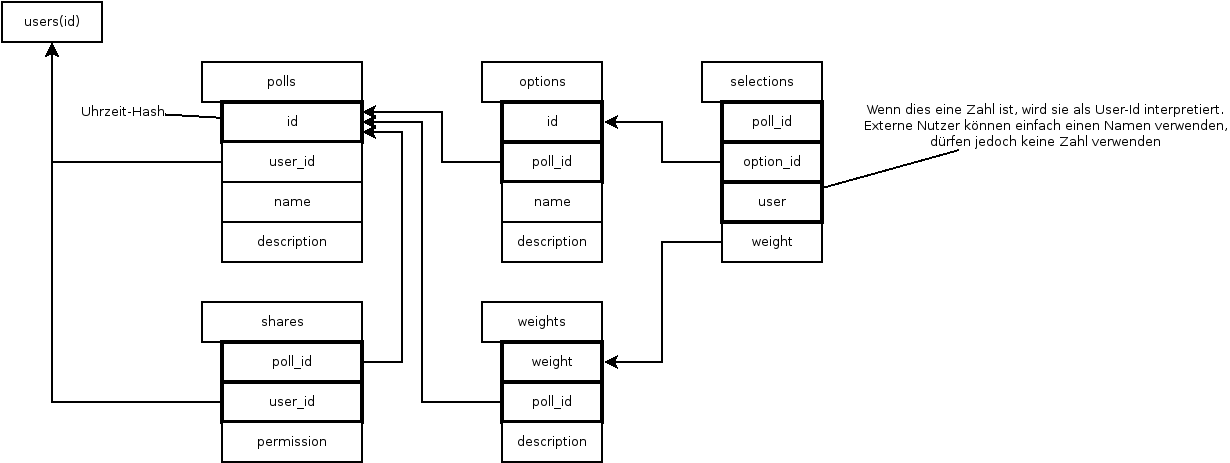 users(id)
polls
Uhrzeit-Hash
id
user_id
name
description
options
id
poll_id
name
description
selections
poll_id
option_id
user
weight
Wenn dies eine Zahl ist, wird sie als User-Id interpretiert.
Externe Nutzer können einfach einen Namen verwenden,
dürfen jedoch keine Zahl verwenden
shares
poll_id
user_id
permission
weights
weight
poll_id
description